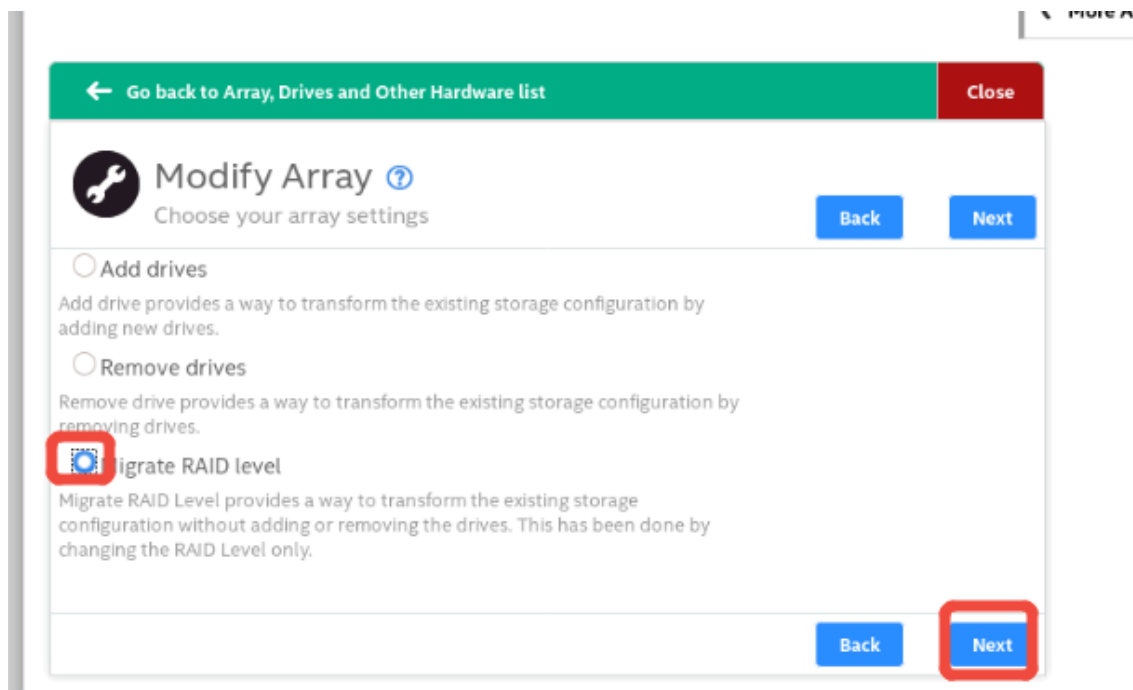 Go back to Array, Drives and Other Hardware list
Close
Modify Array
Choose your array settings
Back
Next
Add drives
Add drive provides a way to transform the existing storage configuration by
adding new drives.
Remove drives
Remove drive provides a way to transform the existing storage configuration by
removing drives.
igrate RAID level
Migrate RAID Level provides a way to transform the existing storage
configuration without adding or removing the drives. This has been done by
changing the RAID Level only.
Back
Next